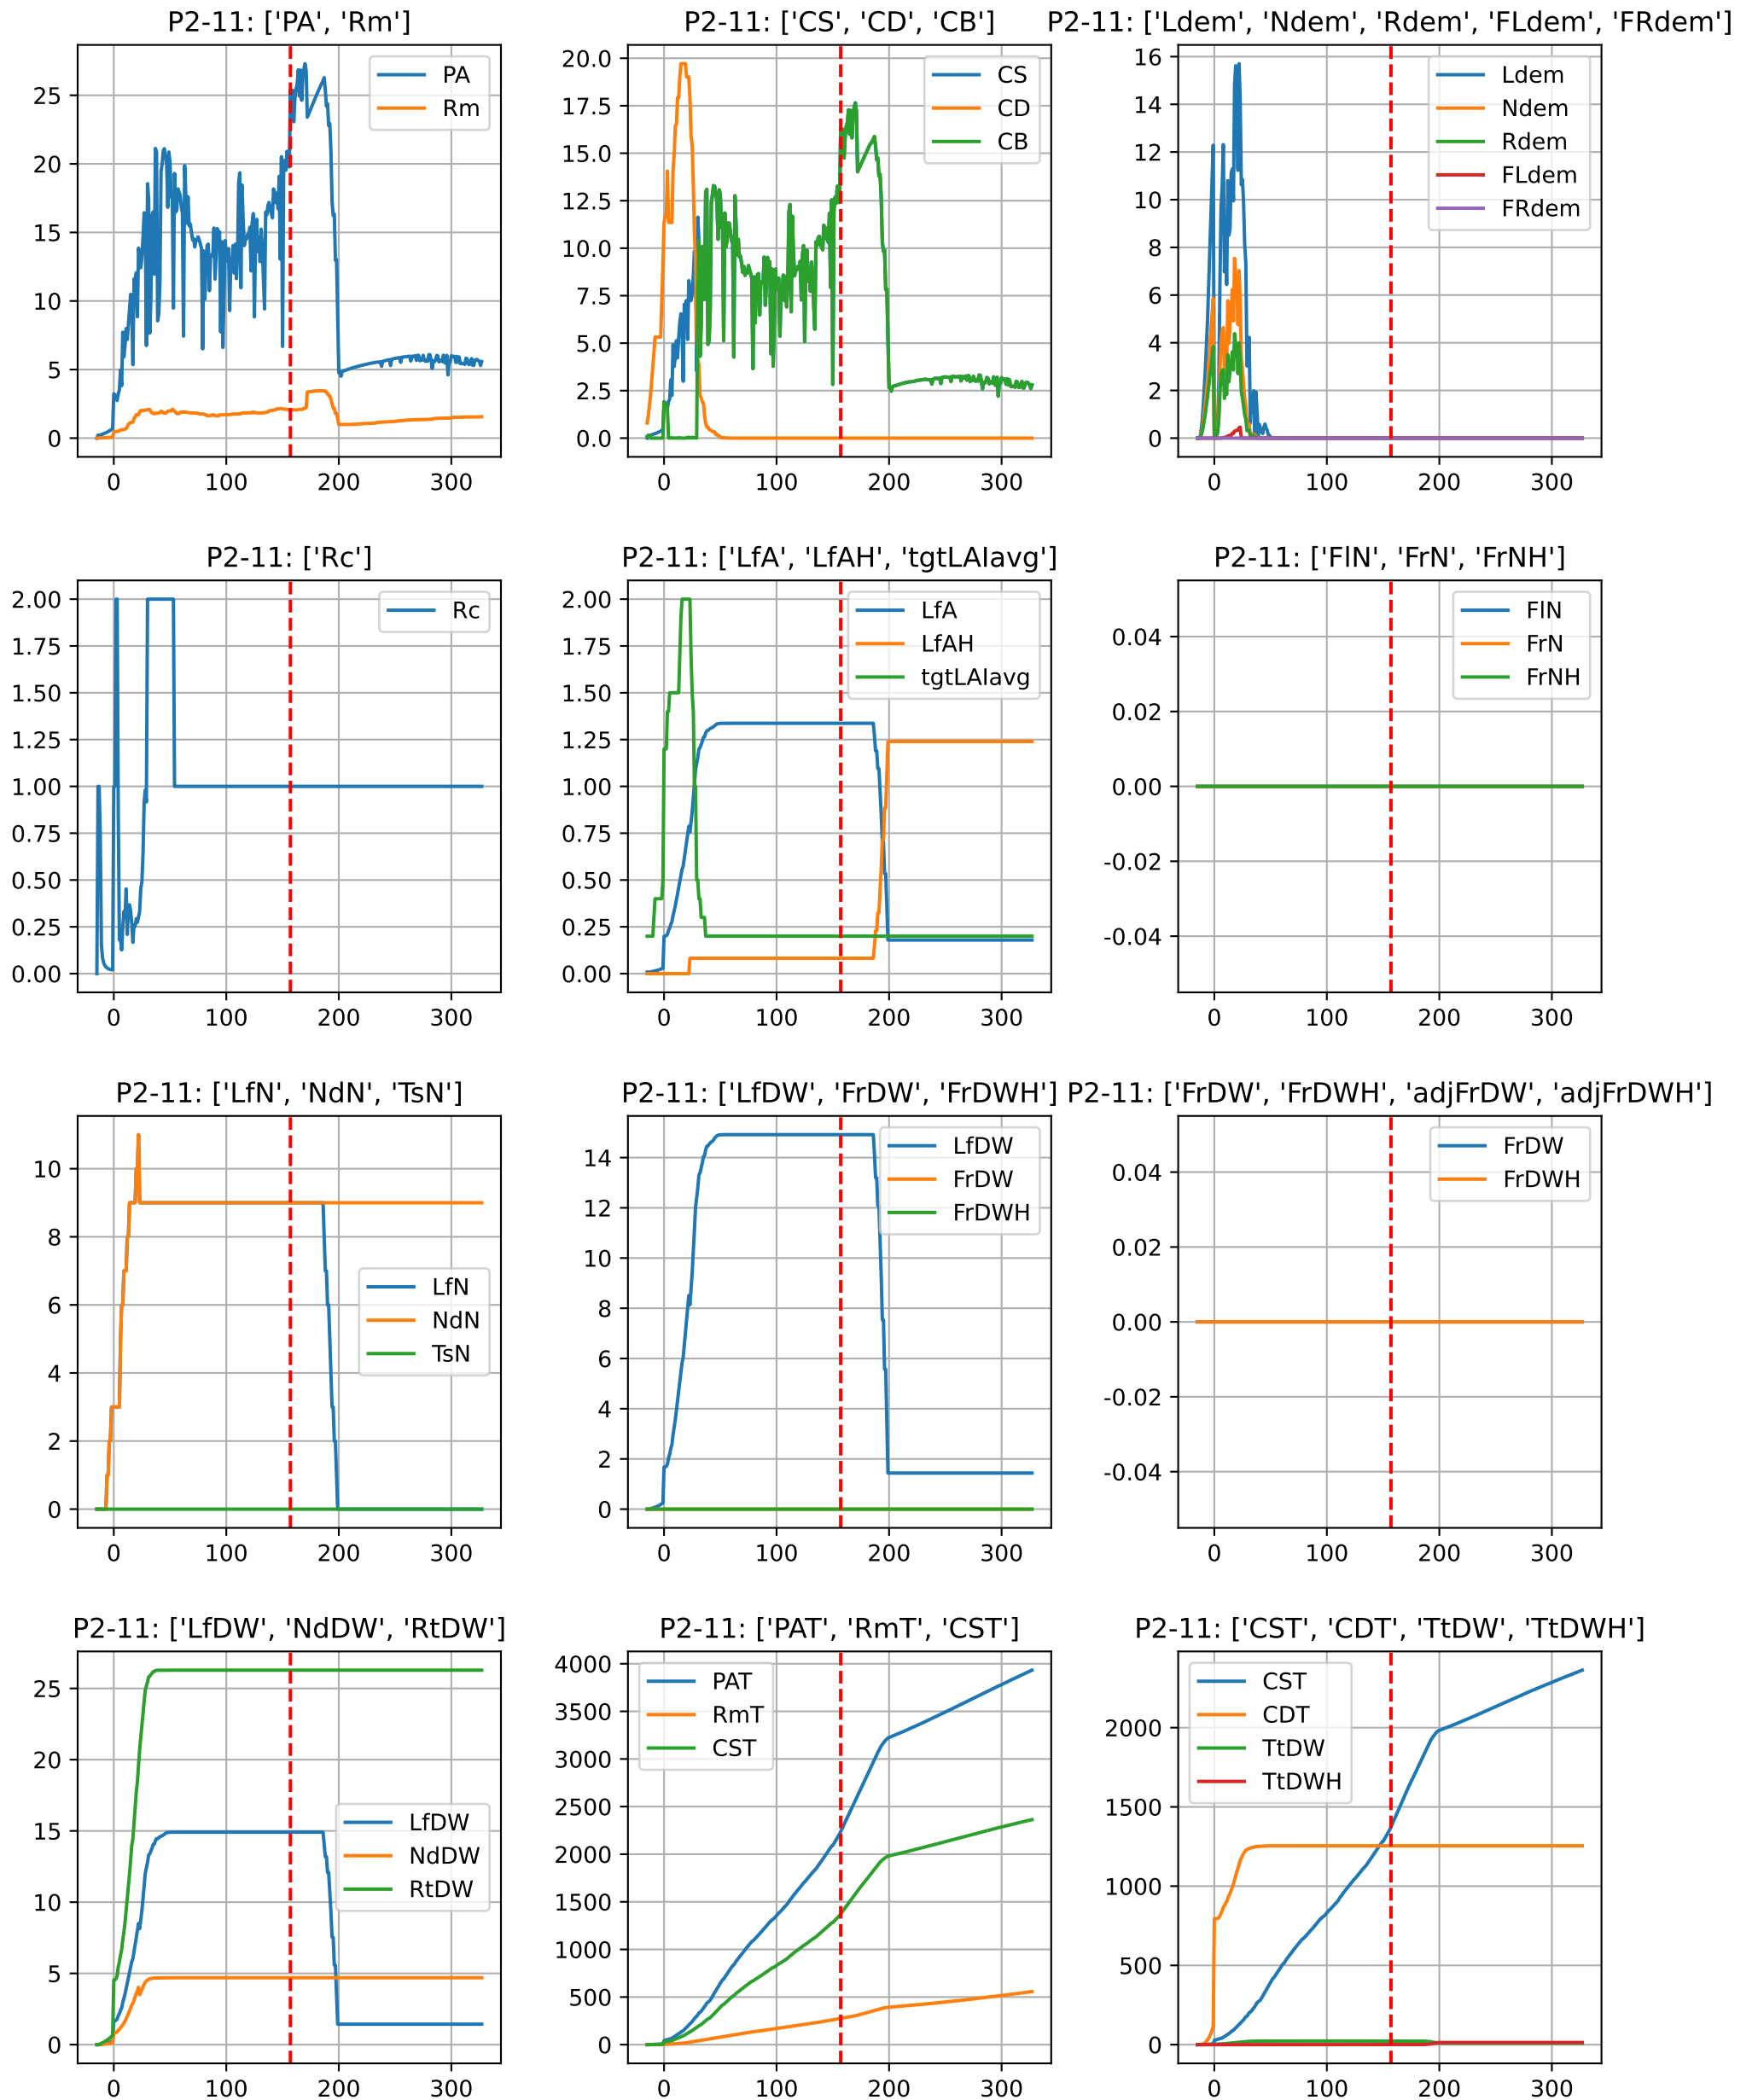 P2-11: ['PA', 'Rm']
PA
Rm
25
20
15
10
5
0
0 100 200 300
P2-11: ['CS', 'CD', 'CB']
CS
CD
CB
20.0
17.5
15.0
12.5
10.0
7.5
5.0
2.5
0.0
0 100 200 300
P2-11: ['Ldem', 'Ndem', 'Rdem', 'FLdem', 'FRdem']
Ldem
Ndem
Rdem
FLdem
FRdem
16
14
12
10
8
6
4
2
0
0 100 200 300
P2-11: ['Rc']
Rc
2.00
1.75
1.50
1.25
1.00
0.75
0.50
0.25
0.00
0 100 200 300
P2-11: ['LfA', 'LfAH', 'tgtLAIavg']
LfA
LfAH
tgtLAIavg
2.00
1.75
1.50
1.25
1.00
0.75
0.50
0.25
0.00
0 100 200 300
P2-11: ['FlN', 'FrN', 'FrNH']
FlN
FrN
FrNH
0.04
0.02
0.00
-0.02
-0.04
0 100 200 300
P2-11: ['LfN', 'NdN', 'TsN']
LfN
NdN
TsN
10
8
6
4
2
0
0 100 200 300
P2-11: ['LfDW', 'FrDW', 'FrDWH']
LfDW
FrDW
FrDWH
14
12
10
8
6
4
2
0
0 100 200 300
P2-11: ['FrDW', 'FrDWH', 'adjFrDW', 'adjFrDWH']
FrDW
FrDWH
0.04
0.02
0.00
-0.02
-0.04
0 100 200 300
P2-11: ['LfDW', 'NdDW', 'RtDW']
LfDW
NdDW
RtDW
25
20
15
10
5
0
0 100 200 300
P2-11: ['PAT', 'RmT', 'CST']
PAT
RmT
CST
4000
3500
3000
2500
2000
1500
1000
500
0
0 100 200 300
P2-11: ['CST', 'CDT', 'TtDW', 'TtDWH']
CST
CDT
TtDW
TtDWH
2000
1500
1000
500
0
0 100 200 300